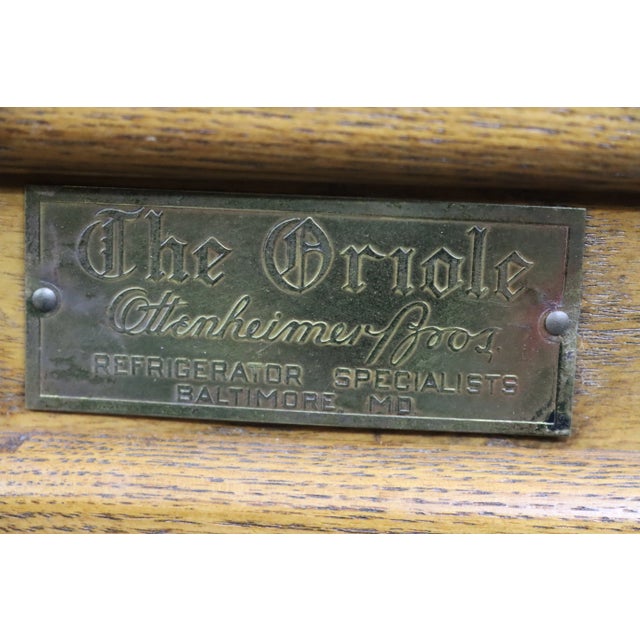 The Oriole
Ottenheimer Bros.
REFRIGERATOR SPECIALISTS
BALTIMORE MD